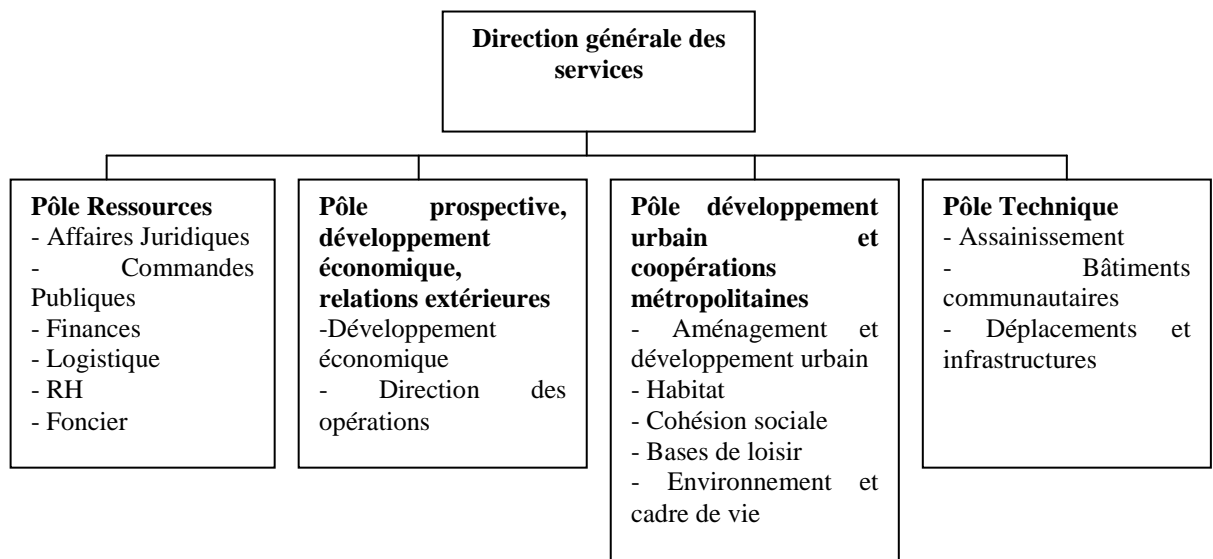 Direction générale des
services
Pôle Ressources
- Affaires Juridiques
- Commandes
Publiques
- Finances
- Logistique
- RH
- Foncier
Pôle prospective,
développement
économique,
relations extérieures
-Développement
économique
- Direction des
opérations
Pôle développement
urbain et
coopérations
métropolitaines
- Aménagement et
développement urbain
- Habitat
- Cohésion sociale
- Bases de loisir
- Environnement et
cadre de vie
Pôle Technique
- Assainissement
- Bâtiments
communautaires
- Déplacements et
infrastructures